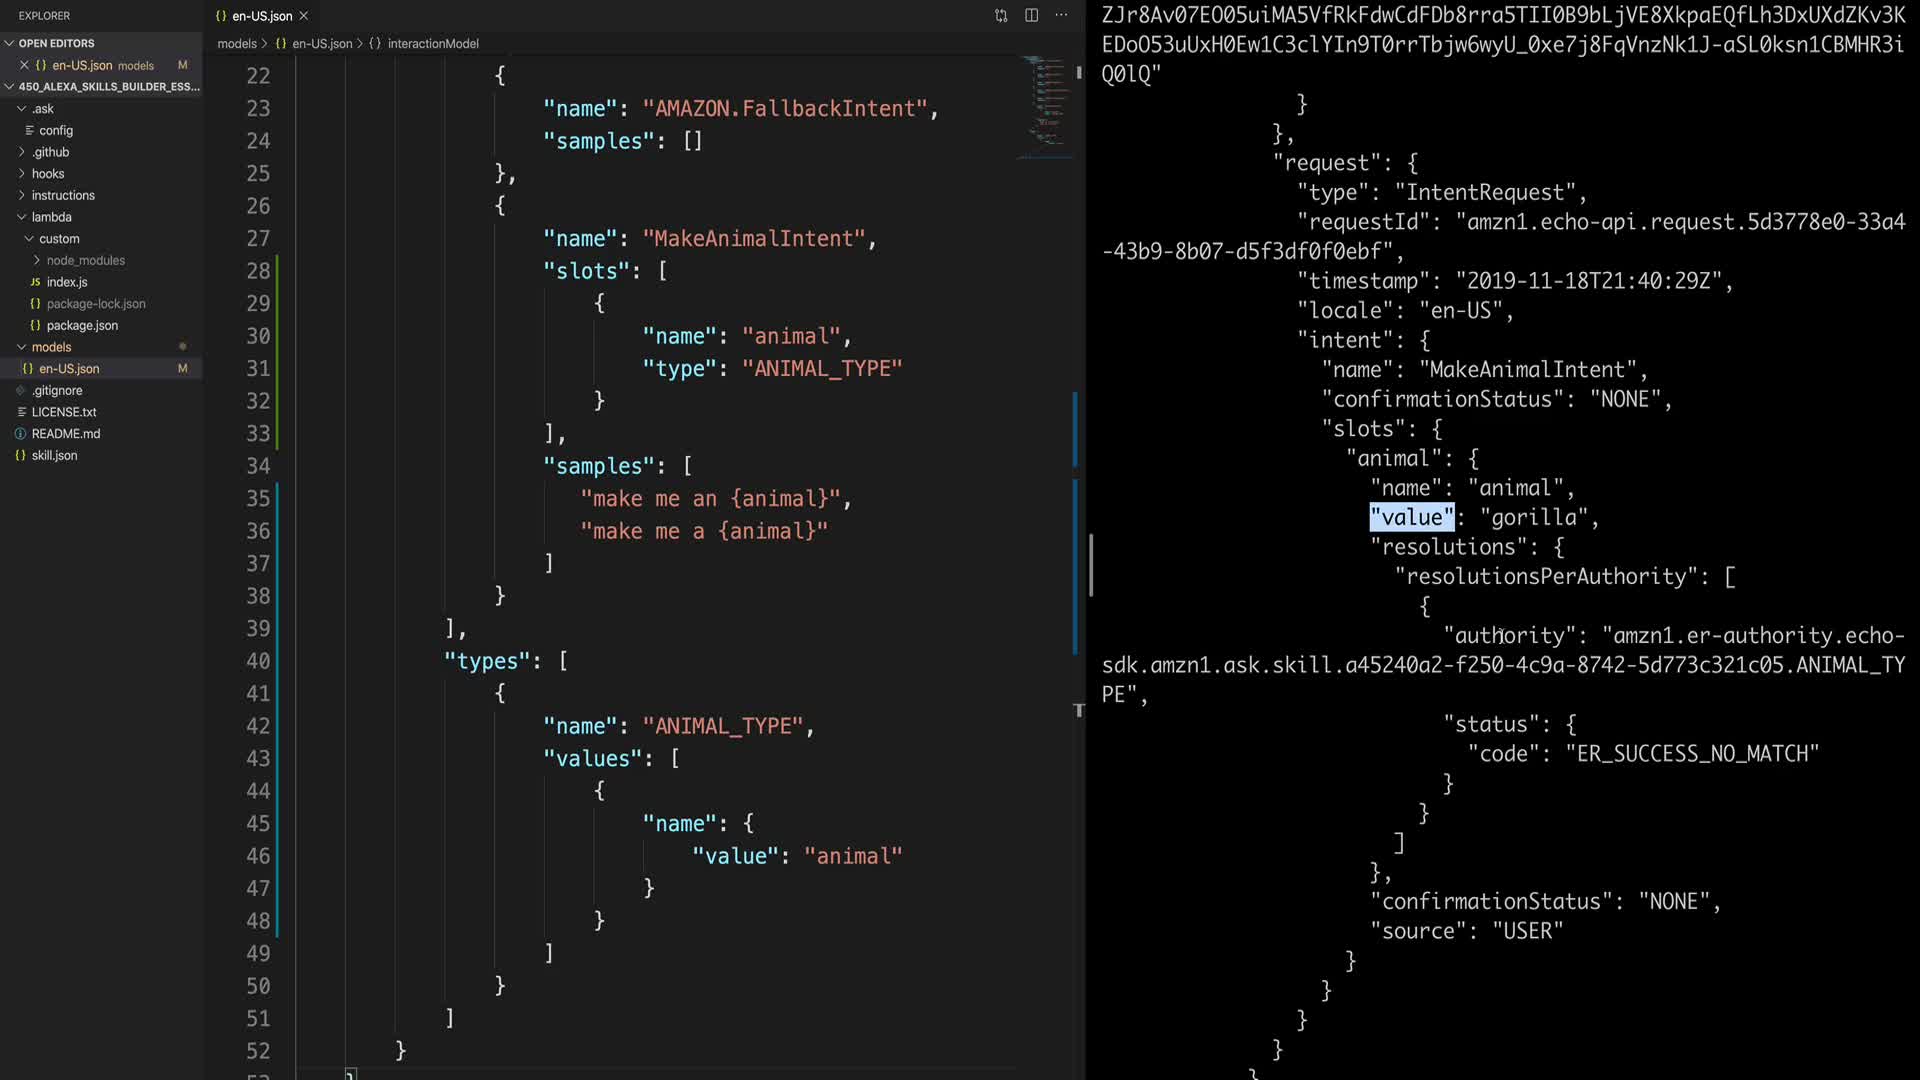 EXPLORER
OPEN EDITORS
en-US.json models M
450_ALEXA_SKILLS_BUILDER_ESS...
.ask
config
.github
hooks
instructions
lambda
custom
node_modules
JS index.js
{} package-lock.json
{} package.json
models
{} en-US.json M
.gitignore
LICENSE.txt
README.md
{} skill.json
{} en-US.json
models > {} en-US.json > {} interactionModel
22 {
23 "name": "AMAZON.FallbackIntent",
24 "samples": []
25 },
26 {
27 "name": "MakeAnimalIntent",
28 "slots": [
29 {
30 "name": "animal",
31 "type": "ANIMAL_TYPE"
32 }
33 ],
34 "samples": [
35 "make me an {animal}",
36 "make me a {animal}"
37 ]
38 }
39 ],
40 "types": [
41 {
42 "name": "ANIMAL_TYPE",
43 "values": [
44 {
45 "name": {
46 "value": "animal"
47 }
48 }
49 ]
50 }
51 ]
52 }
53 }
ZJr8Av07EO05uiMA5VfRkFdwCdFDb8rra5TII0B9bLjVE8XkpaEQfLh3DxUXdZKv3K
EDoO53uUxH0Ew1C3clYIn9T0rrTbjw6wyU_0xe7j8FqVnzNk1J-aSL0ksn1CBMHR3i
Q0lQ"
}
},
"request": {
"type": "IntentRequest",
"requestId": "amzn1.echo-api.request.5d3778e0-33a4
-43b9-8b07-d5f3df0f0ebf",
"timestamp": "2019-11-18T21:40:29Z",
"locale": "en-US",
"intent": {
"name": "MakeAnimalIntent",
"confirmationStatus": "NONE",
"slots": {
"animal": {
"name": "animal",
"value": "gorilla",
"resolutions": {
"resolutionsPerAuthority": [
{
"authority": "amzn1.er-authority.echo-
sdk.amzn1.ask.skill.a45240a2-f250-4c9a-8742-5d773c321c05.ANIMAL_TY
PE",
"status": {
"code": "ER_SUCCESS_NO_MATCH"
}
}
]
},
"confirmationStatus": "NONE",
"source": "USER"
}
}
}
}
}